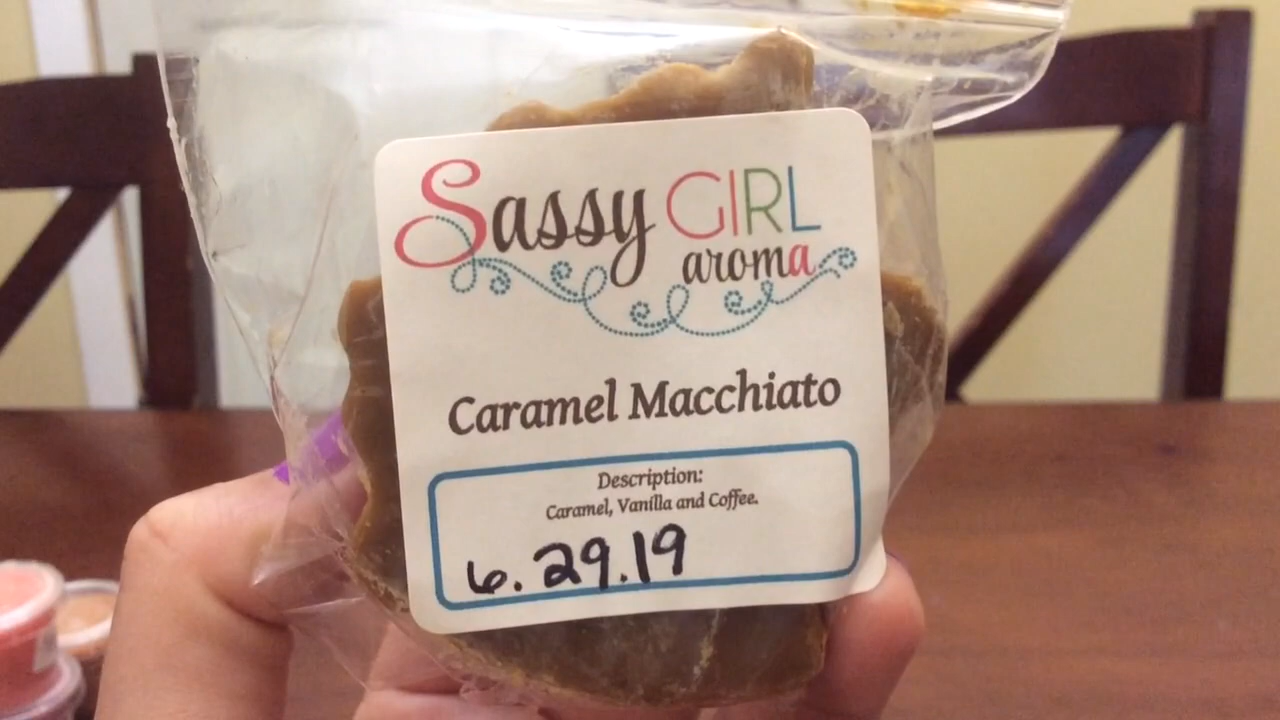 Sassy GIRL
aroma
Caramel Macchiato
Description:
Caramel, Vanilla and Coffee.
6.29.19